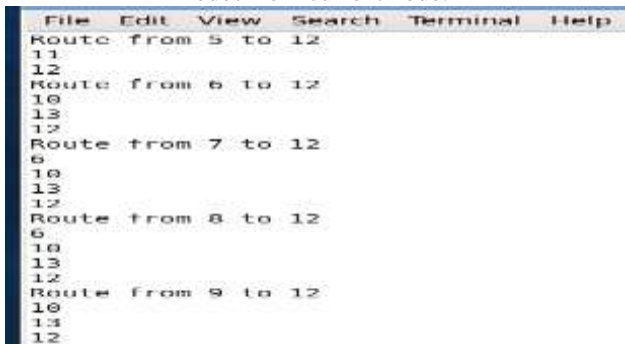 File Edit View Search Terminal Help
Route from 5 to 12
11
12
Route from 6 to 12
10
13
12
Route from 7 to 12
6
10
13
12
Route from 8 to 12
6
10
13
12
Route from 9 to 12
10
13
12